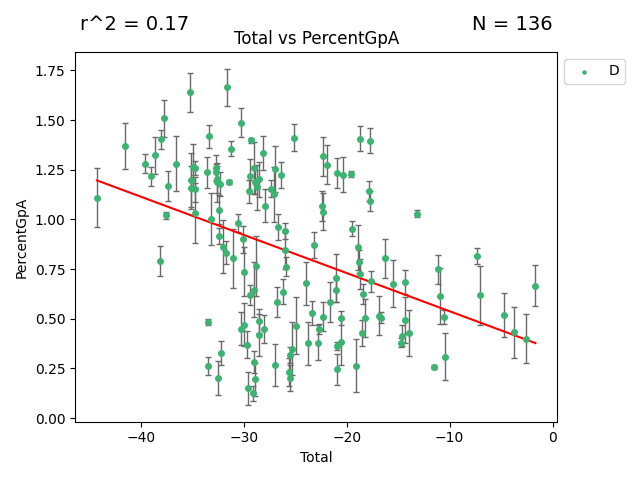 r^2 = 0.17
N = 136
Total vs PercentGpA
D
1.75
1.50
1.25
1.00
0.75
0.50
0.25
0.00
PercentGpA
−40
−30
−20
−10
0
Total